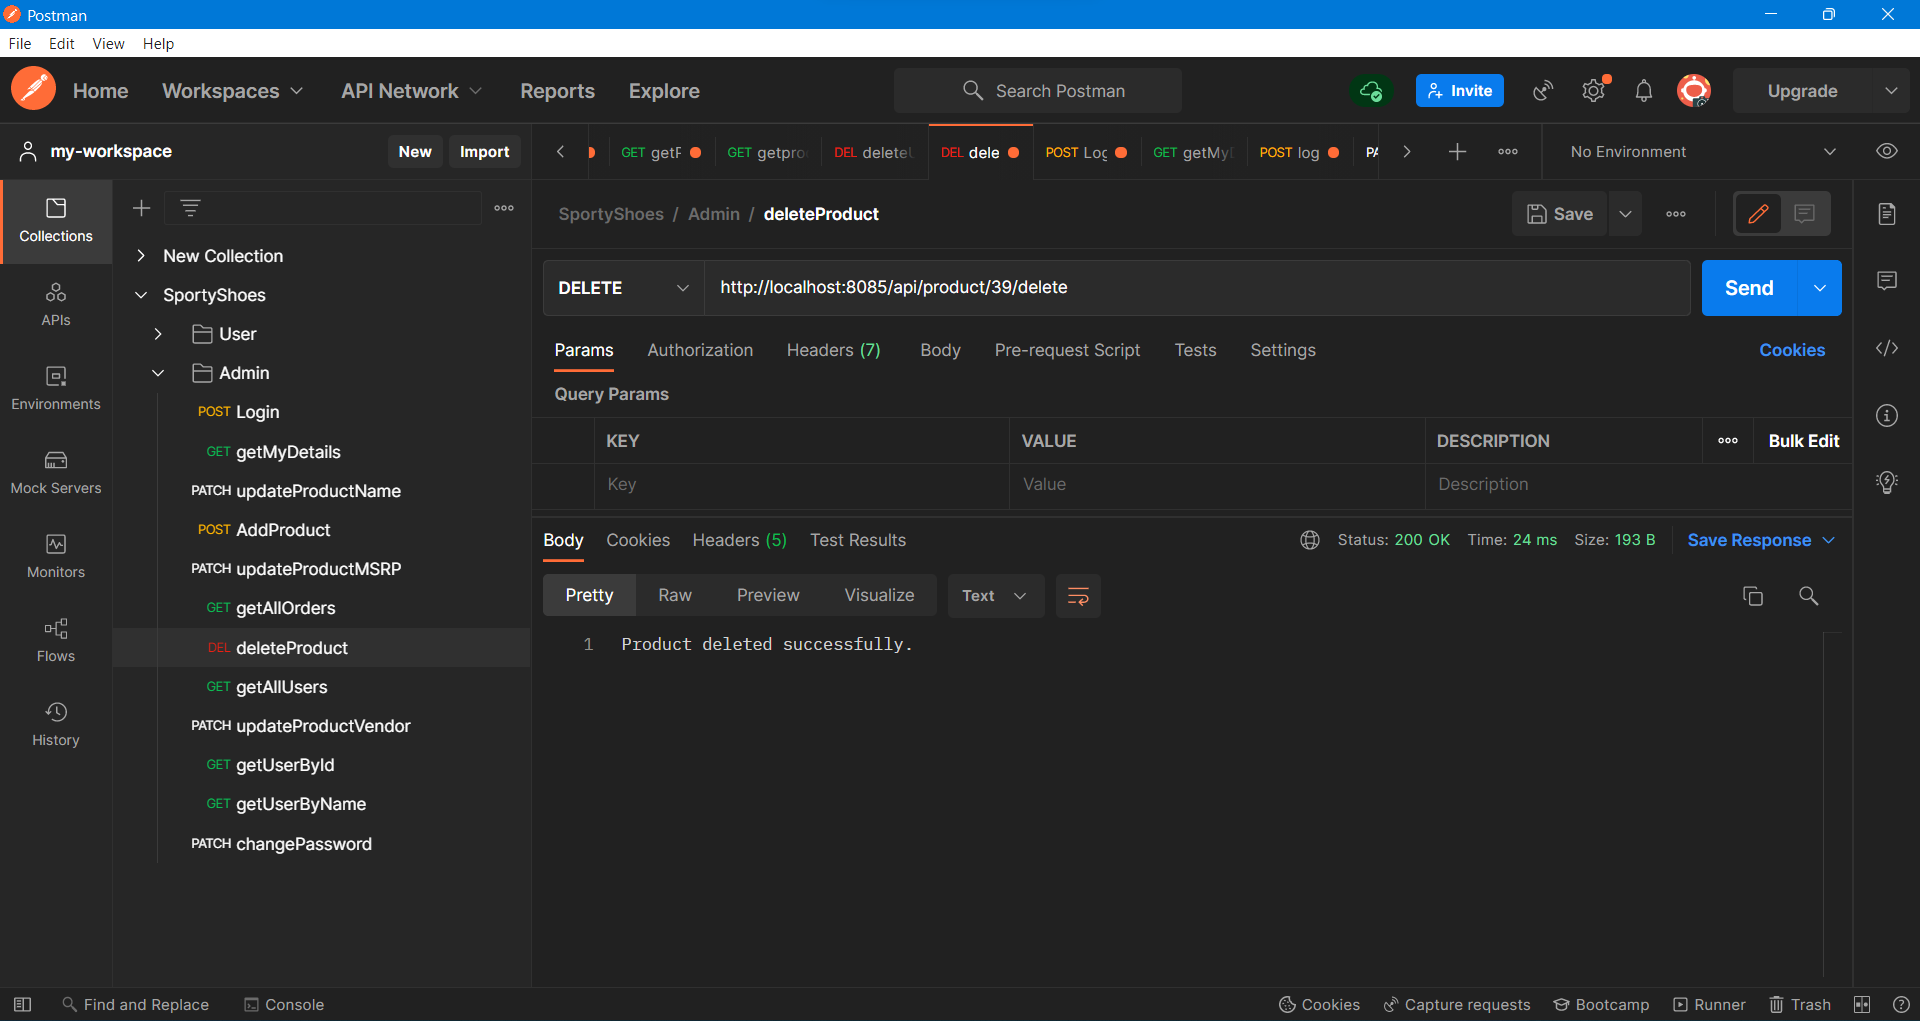 Postman
File Edit View Help
Home Workspaces API Network Reports Explore Search Postman Invite Upgrade
my-workspace New Import
GET getF GET getpro DEL deleteU DEL dele POST Log GET getMyD POST log PA No Environment
Collections
APIs
Environments
Mock Servers
Monitors
Flows
History
New Collection
SportyShoes
User
Admin
POST Login
GET getMyDetails
PATCH updateProductName
POST AddProduct
PATCH updateProductMSRP
GET getAllOrders
DEL deleteProduct
GET getAllUsers
PATCH updateProductVendor
GET getUserById
GET getUserByName
PATCH changePassword
SportyShoes / Admin / deleteProduct Save
DELETE http://localhost:8085/api/product/39/delete Send
Params Authorization Headers (7) Body Pre-request Script Tests Settings Cookies
Query Params
KEY VALUE DESCRIPTION Bulk Edit
Key Value Description
Body Cookies Headers (5) Test Results Status: 200 OK Time: 24 ms Size: 193 B Save Response
Pretty Raw Preview Visualize Text
1 Product deleted successfully.
Find and Replace Console Cookies Capture requests Bootcamp Runner Trash